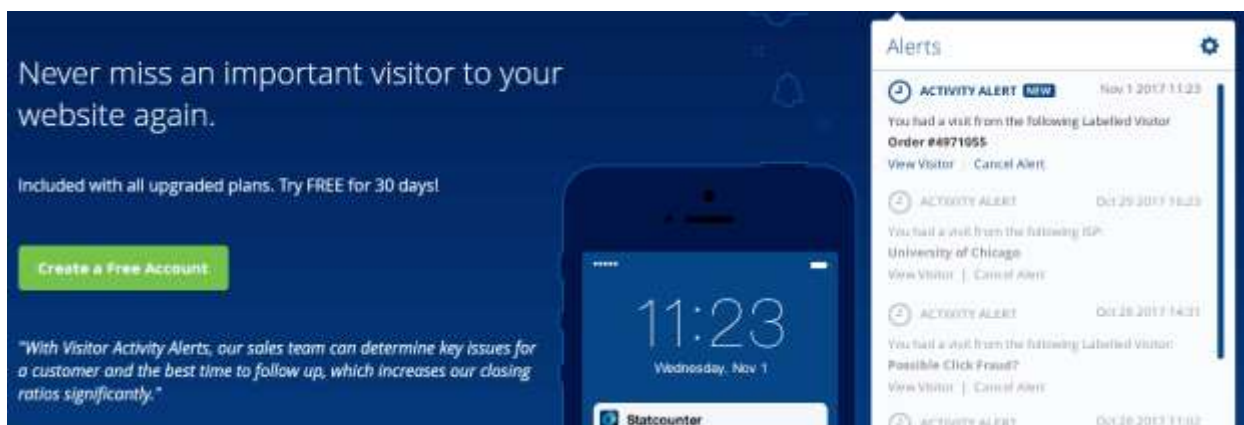 Never miss an important visitor to your
website again.
Included with all upgraded plans. Try FREE for 30 days!
Create a Free Account
"With Visitor Activity Alerts, our sales team can determine key issues for
a customer and the best time to follow up, which increases our closing
ratios significantly."
11:23
Wednesday, Nov 1
Statcounter
Alerts
ACTIVITY ALERT NEW Nov 1 2017 11:23
You had a visit from the following Labelled Visitor
Order #4971055
View Visitor | Cancel Alert
ACTIVITY ALERT Oct 29 2017 16:23
You had a visit from the following ISP:
University of Chicago
View Visitor | Cancel Alert
ACTIVITY ALERT Oct 28 2017 14:31
You had a visit from the following Labelled Visitor:
Possible Click Fraud?
View Visitor | Cancel Alert
ACTIVITY ALERT Oct 28 2017 11:02